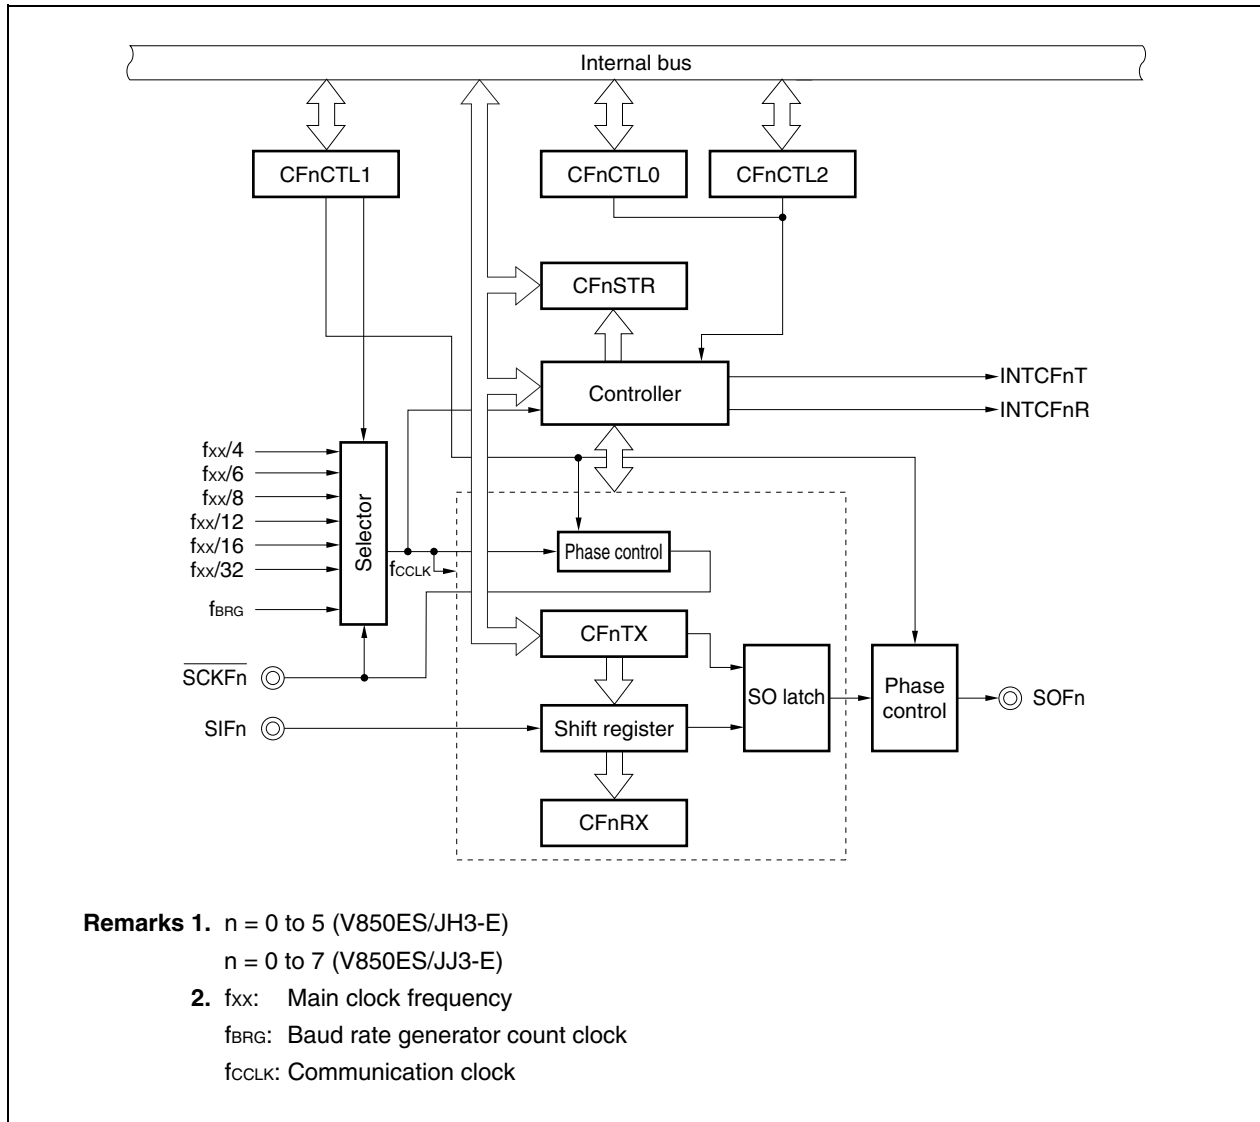 Internal bus
CFnCTL1
CFnCTL0
CFnCTL2
CFnSTR
Controller
INTCFnT
INTCFnR
fxx/4
fxx/6
fxx/8
fxx/12
fxx/16
fxx/32
fBRG
Selector
fCCLK
Phase control
CFnTX
SCKFn
SIFn
Shift register
SO latch
Phase
control
SOFn
CFnRX
Remarks 1. n = 0 to 5 (V850ES/JH3-E)
n = 0 to 7 (V850ES/JJ3-E)
2. fxx: Main clock frequency
fBRG: Baud rate generator count clock
fCCLK: Communication clock